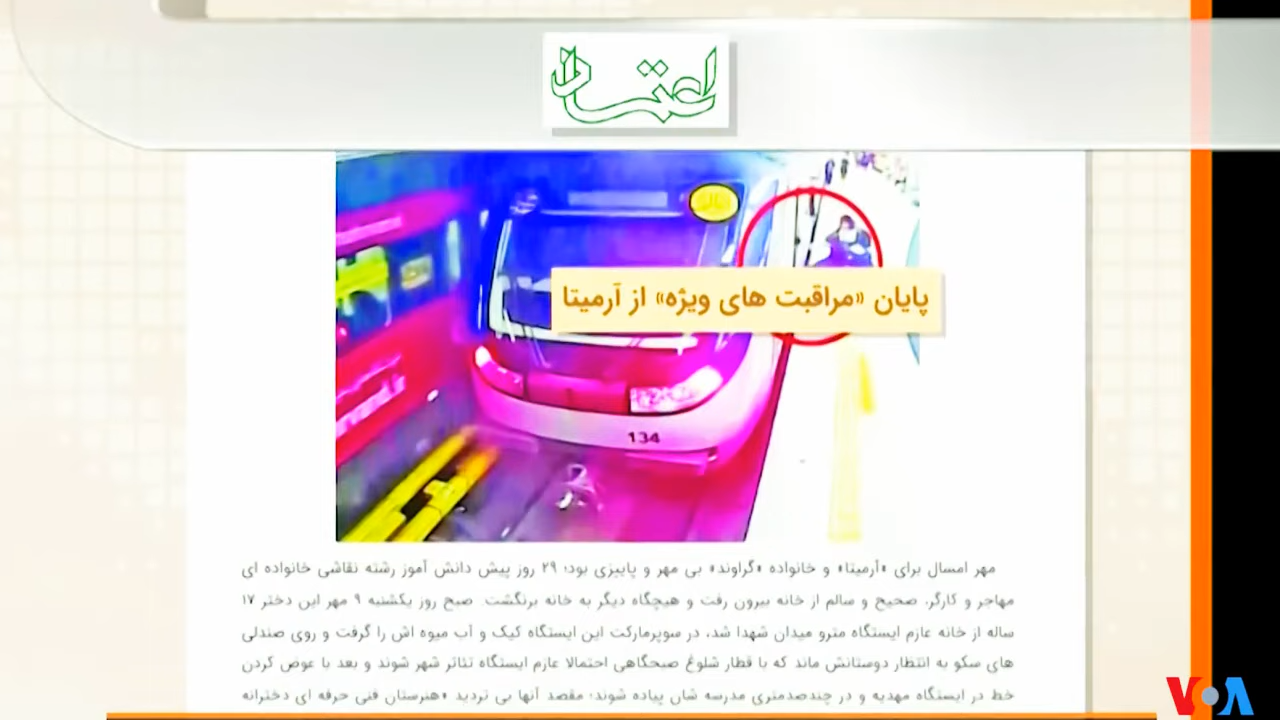 اعتماد
پایان «مراقبت های ویژه» از آرمیتا
134
مهر امسال برای «آرمیتا» و خانواده «گراوند» بی مهر و پاییزی بود؛ ۲۹ روز پیش دانش آموز رشته نقاشی خانواده ای
مهاجر و کارگر، صحیح و سالم از خانه بیرون رفت و هیچگاه دیگر به خانه برنگشت. صبح روز یکشنبه ۹ مهر این دختر ۱۷
ساله از خانه عازم ایستگاه مترو میدان شهدا شد، در سوپرمارکت این ایستگاه کیک و آب میوه اش را گرفت و روی صندلی
های سکو به انتظار دوستانش ماند که با قطار شلوغ صبحگاهی احتمالا عازم ایستگاه تئاتر شهر شوند و بعد با عوض کردن
خط در ایستگاه مهدیه و در چندصدمتری مدرسه شان پیاده شوند؛ مقصد آنها بی تردید «هنرستان فنی حرفه ای دخترانه
VOA